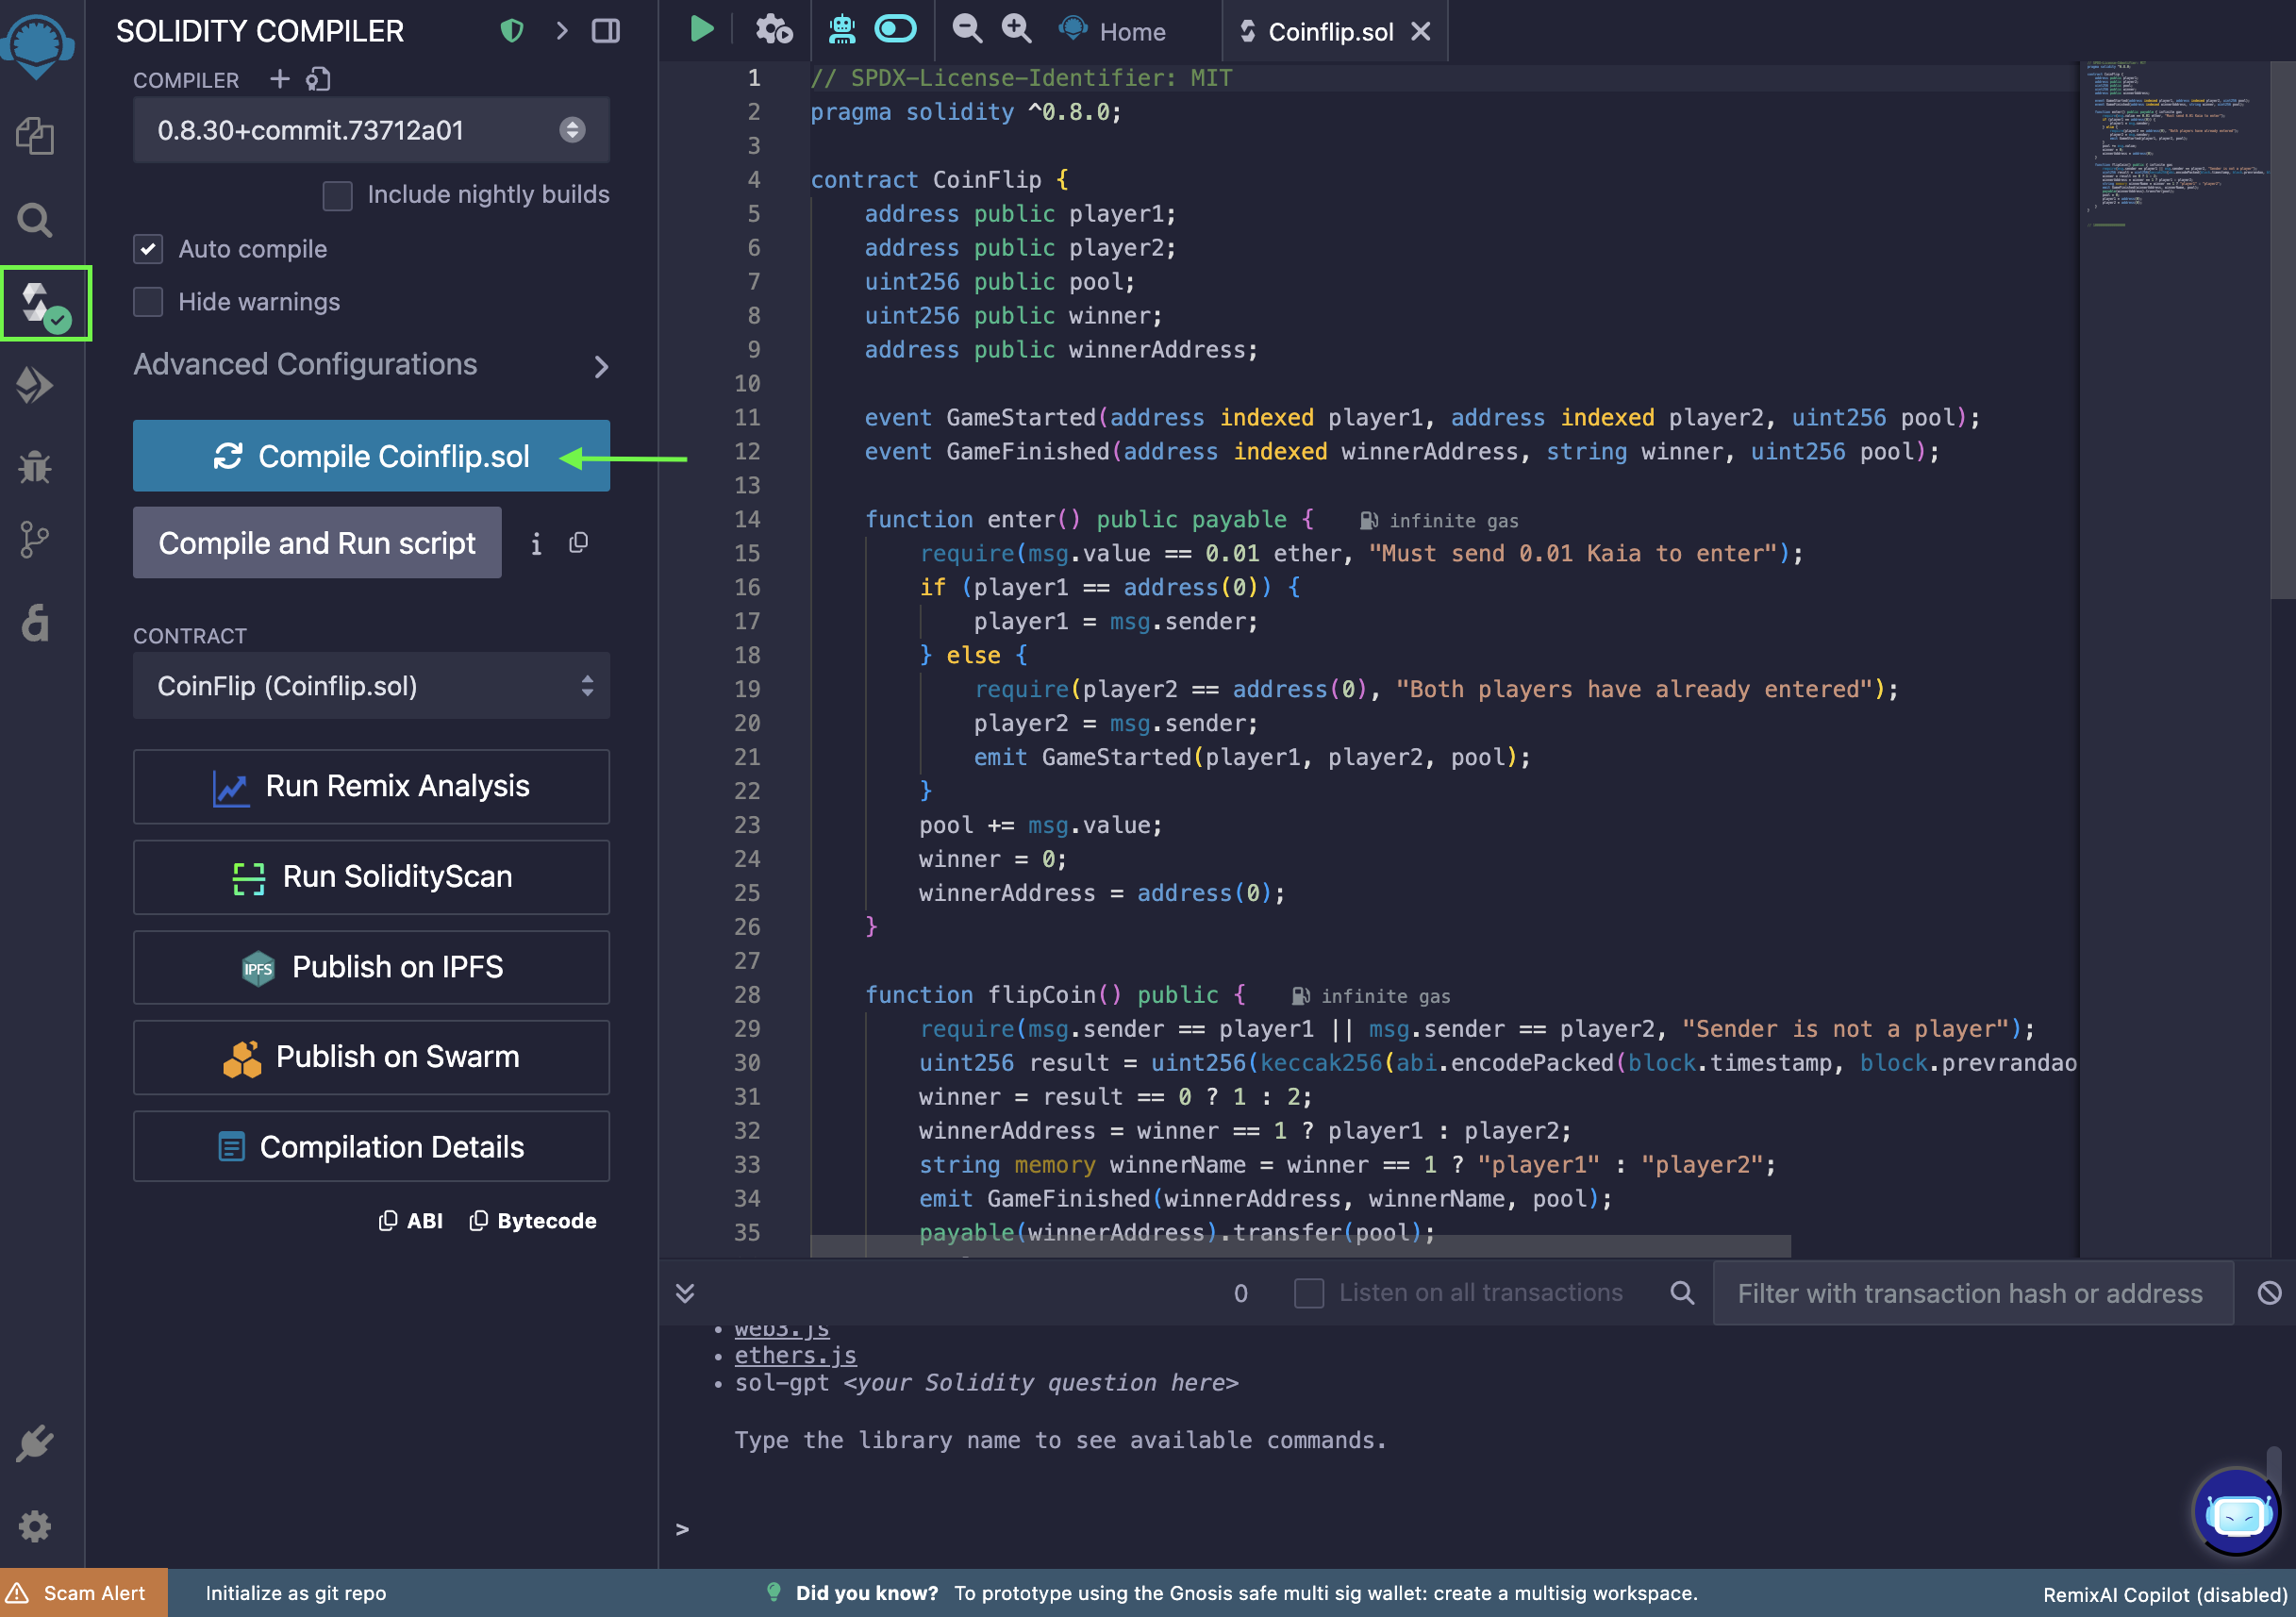 SOLIDITY COMPILER
COMPILER
0.8.30+commit.73712a01
Include nightly builds
Auto compile
Hide warnings
Advanced Configurations
Compile Coinflip.sol
Compile and Run script
CONTRACT
CoinFlip (Coinflip.sol)
Run Remix Analysis
Run SolidityScan
IPFS Publish on IPFS
Publish on Swarm
Compilation Details
ABI Bytecode
Home Coinflip.sol
1 // SPDX-License-Identifier: MIT
2 pragma solidity ^0.8.0;
3
4 contract CoinFlip {
5 address public player1;
6 address public player2;
7 uint256 public pool;
8 uint256 public winner;
9 address public winnerAddress;
10
11 event GameStarted(address indexed player1, address indexed player2, uint256 pool);
12 event GameFinished(address indexed winnerAddress, string winner, uint256 pool);
13
14 function enter() public payable { infinite gas
15 require(msg.value == 0.01 ether, "Must send 0.01 Kaia to enter");
16 if (player1 == address(0)) {
17 player1 = msg.sender;
18 } else {
19 require(player2 == address(0), "Both players have already entered");
20 player2 = msg.sender;
21 emit GameStarted(player1, player2, pool);
22 }
23 pool += msg.value;
24 winner = 0;
25 winnerAddress = address(0);
26 }
27
28 function flipCoin() public { infinite gas
29 require(msg.sender == player1 || msg.sender == player2, "Sender is not a player");
30 uint256 result = uint256(keccak256(abi.encodePacked(block.timestamp, block.prevrandao
31 winner = result == 0 ? 1 : 2;
32 winnerAddress = winner == 1 ? player1 : player2;
33 string memory winnerName = winner == 1 ? "player1" : "player2";
34 emit GameFinished(winnerAddress, winnerName, pool);
35 payable(winnerAddress).transfer(pool);
0 Listen on all transactions Filter with transaction hash or address
• web3.js
• ethers.js
• sol-gpt <your Solidity question here>
Type the library name to see available commands.
>
Scam Alert Initialize as git repo Did you know? To prototype using the Gnosis safe multi sig wallet: create a multisig workspace. RemixAI Copilot (disabled)